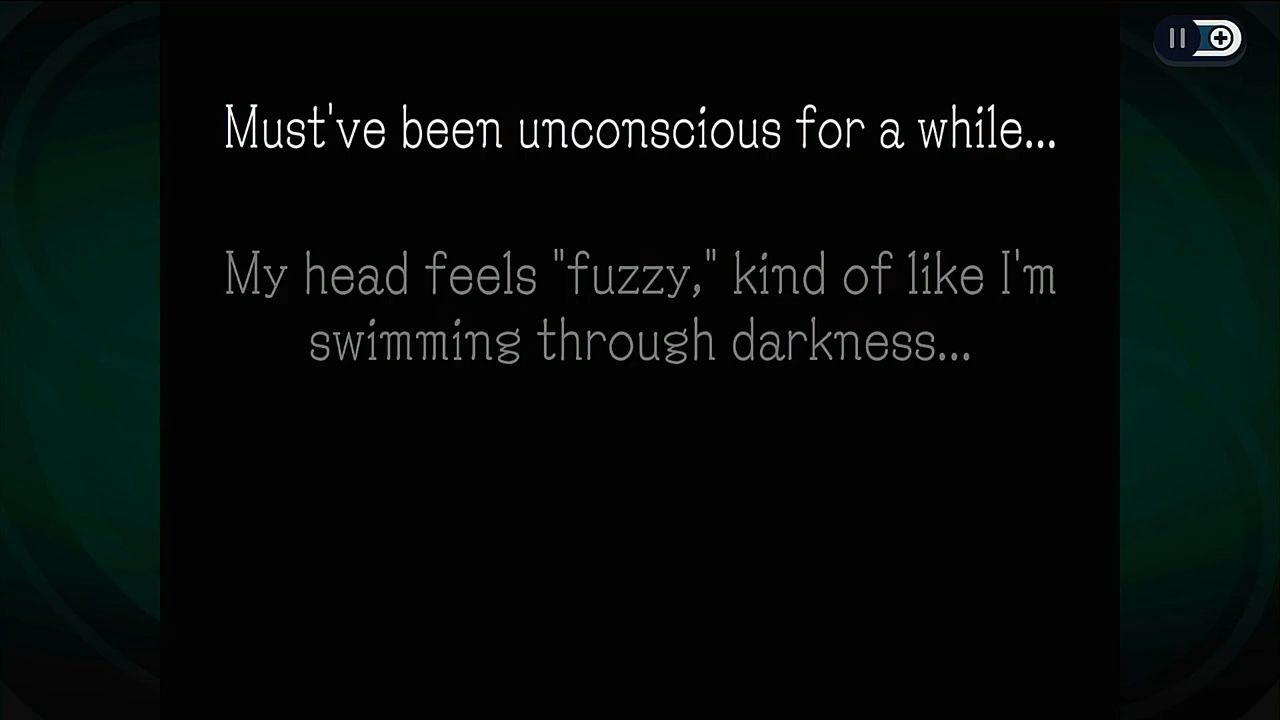 Must've been unconscious for a while...
My head feels "fuzzy," kind of like I'm
swimming through darkness...